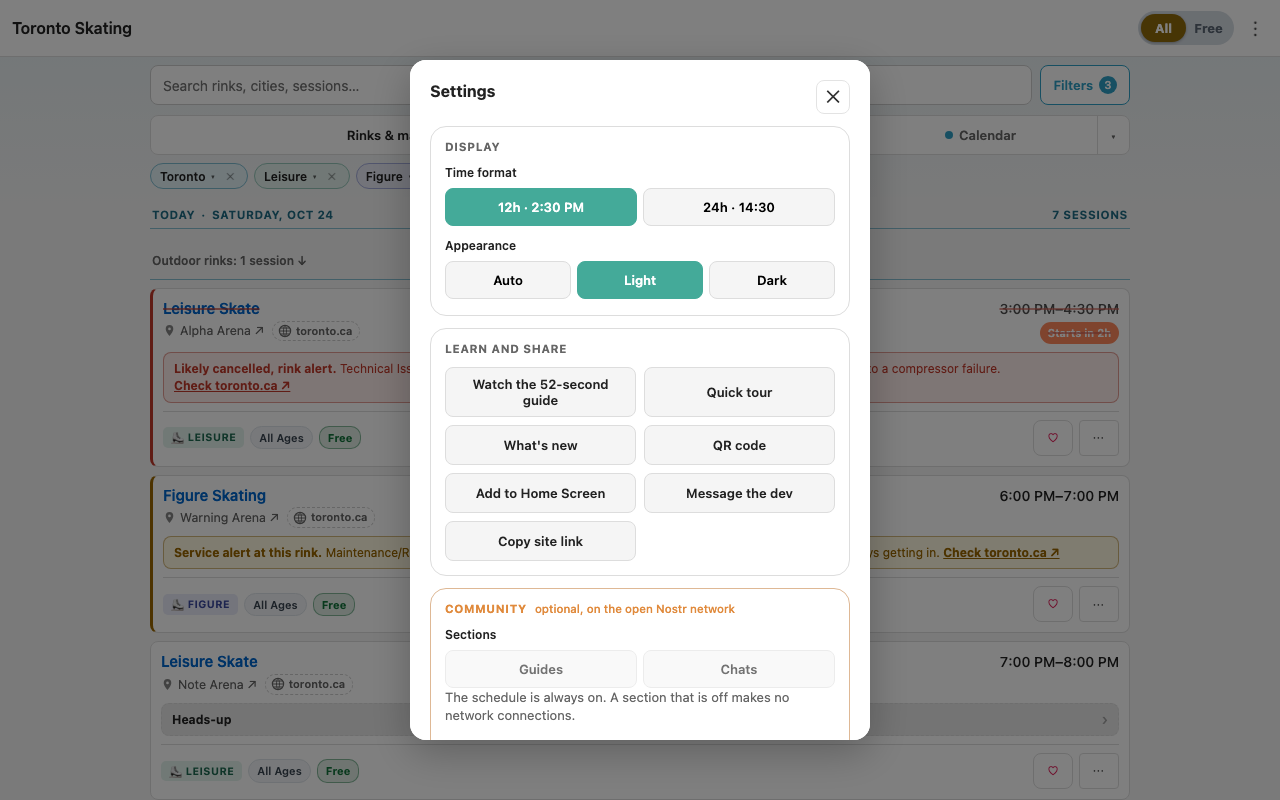 Toronto Skating
All
Free
Search rinks, cities, sessions...
Filters 3
Rinks & m
Calendar
Toronto
Leisure
Figure
TODAY · SATURDAY, OCT 24
7 SESSIONS
Outdoor rinks: 1 session ↓
Leisure Skate
3:00 PM–4:30 PM
Alpha Arena ↗ toronto.ca
Starts in 2h
Likely cancelled, rink alert. Technical Iss
o a compressor failure.
Check toronto.ca ↗
LEISURE
All Ages
Free
Figure Skating
6:00 PM–7:00 PM
Warning Arena ↗ toronto.ca
Service alert at this rink. Maintenance/R
s getting in. Check toronto.ca ↗
FIGURE
All Ages
Free
Leisure Skate
7:00 PM–8:00 PM
Note Arena ↗ toronto.ca
Heads-up
LEISURE
All Ages
Free
Settings
DISPLAY
Time format
12h · 2:30 PM
24h · 14:30
Appearance
Auto
Light
Dark
LEARN AND SHARE
Watch the 52-second
guide
Quick tour
What's new
QR code
Add to Home Screen
Message the dev
Copy site link
COMMUNITY optional, on the open Nostr network
Sections
Guides
Chats
The schedule is always on. A section that is off makes no
network connections.